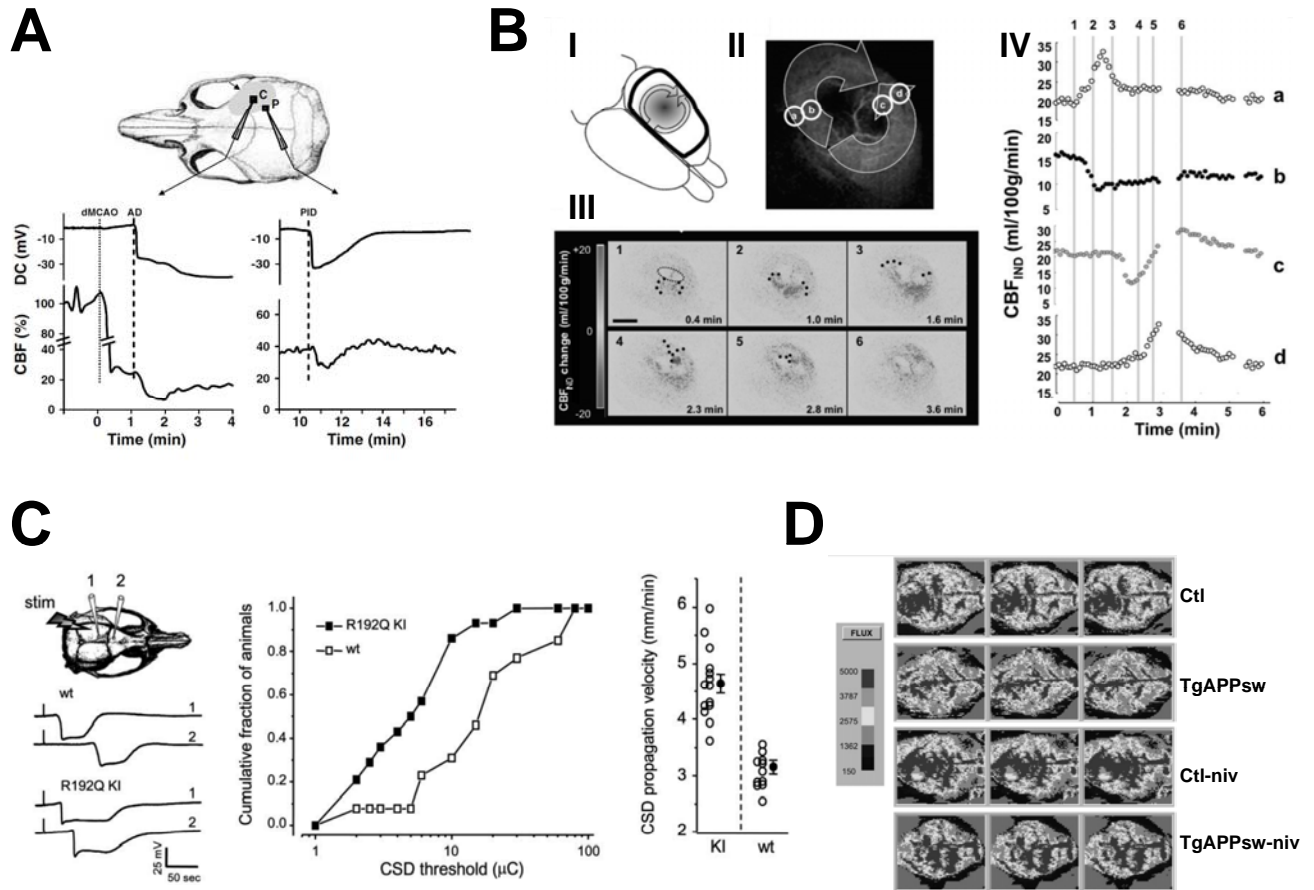 A
C
P
dMCAO
AD
PID
DC (mV)
-10
-30
-10
-30
CBF (%)
100
80
40
20
0
60
40
20
0
0
1
2
3
4
Time (min)
10
12
14
16
Time (min)
B
I
II
a
b
c
d
III
CBFIND change (ml/100g/min)
+20
0
-20
1
0.4 min
2
1.0 min
3
1.6 min
4
2.3 min
5
2.8 min
6
3.6 min
IV
1 2 3 4 5 6
CBFIND (ml/100g/min)
35
30
25
20
15
a
20
15
10
5
b
30
25
20
15
10
c
35
30
25
20
15
d
0 1 2 3 4 5 6
Time (min)
C
1 2
stim
wt
1
2
R192Q KI
1
2
25 mV
50 sec
Cumulative fraction of animals
1.0
0.8
0.6
0.4
0.2
0.0
R192Q KI
wt
1 10 100
CSD threshold (µC)
CSD propagation velocity (mm/min)
6
5
4
3
2
KI wt
D
FLUX
5000
3787
2575
1362
150
Ctl
TgAPPsw
Ctl-niv
TgAPPsw-niv